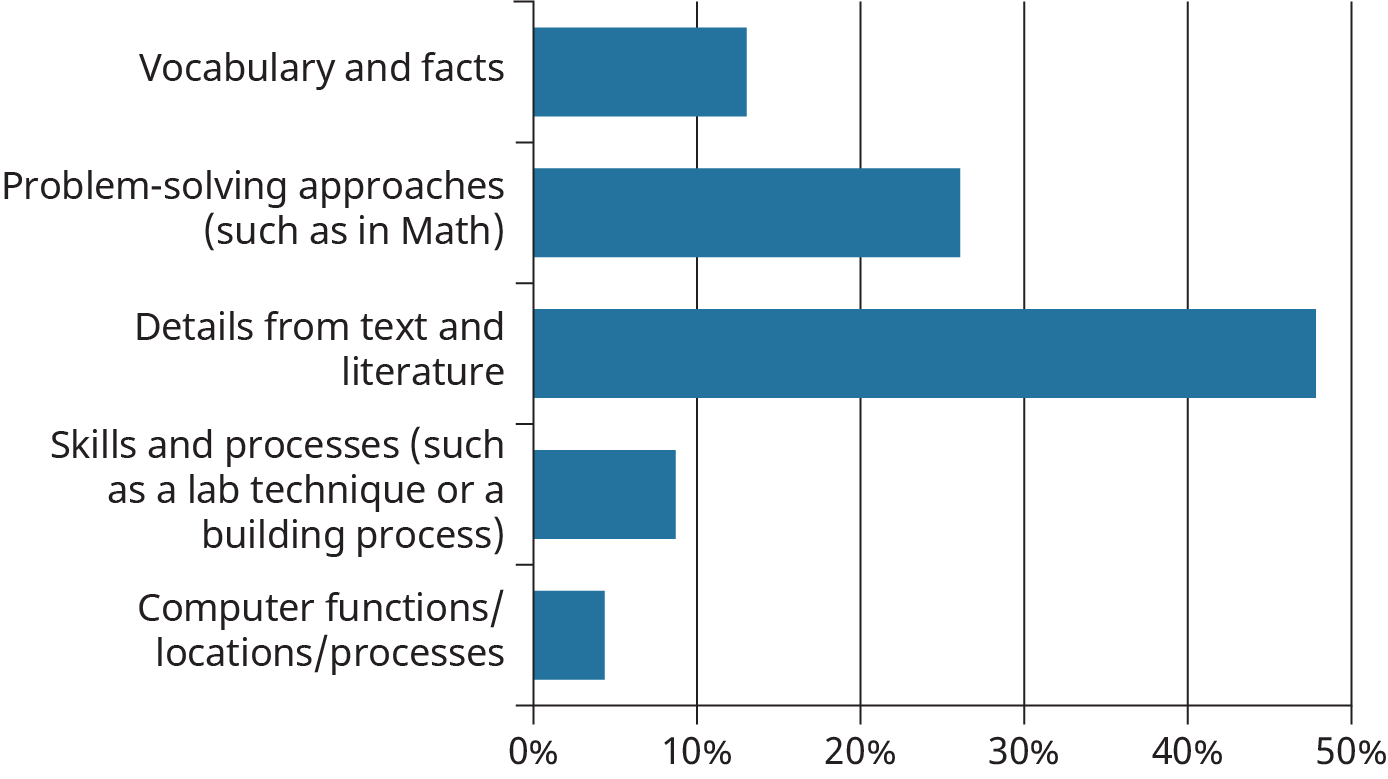 Vocabulary and facts
Problem-solving approaches
(such as in Math)
Details from text and
literature
Skills and processes (such
as a lab technique or a
building process)
Computer functions/
locations/processes
0% 10% 20% 30% 40% 50%